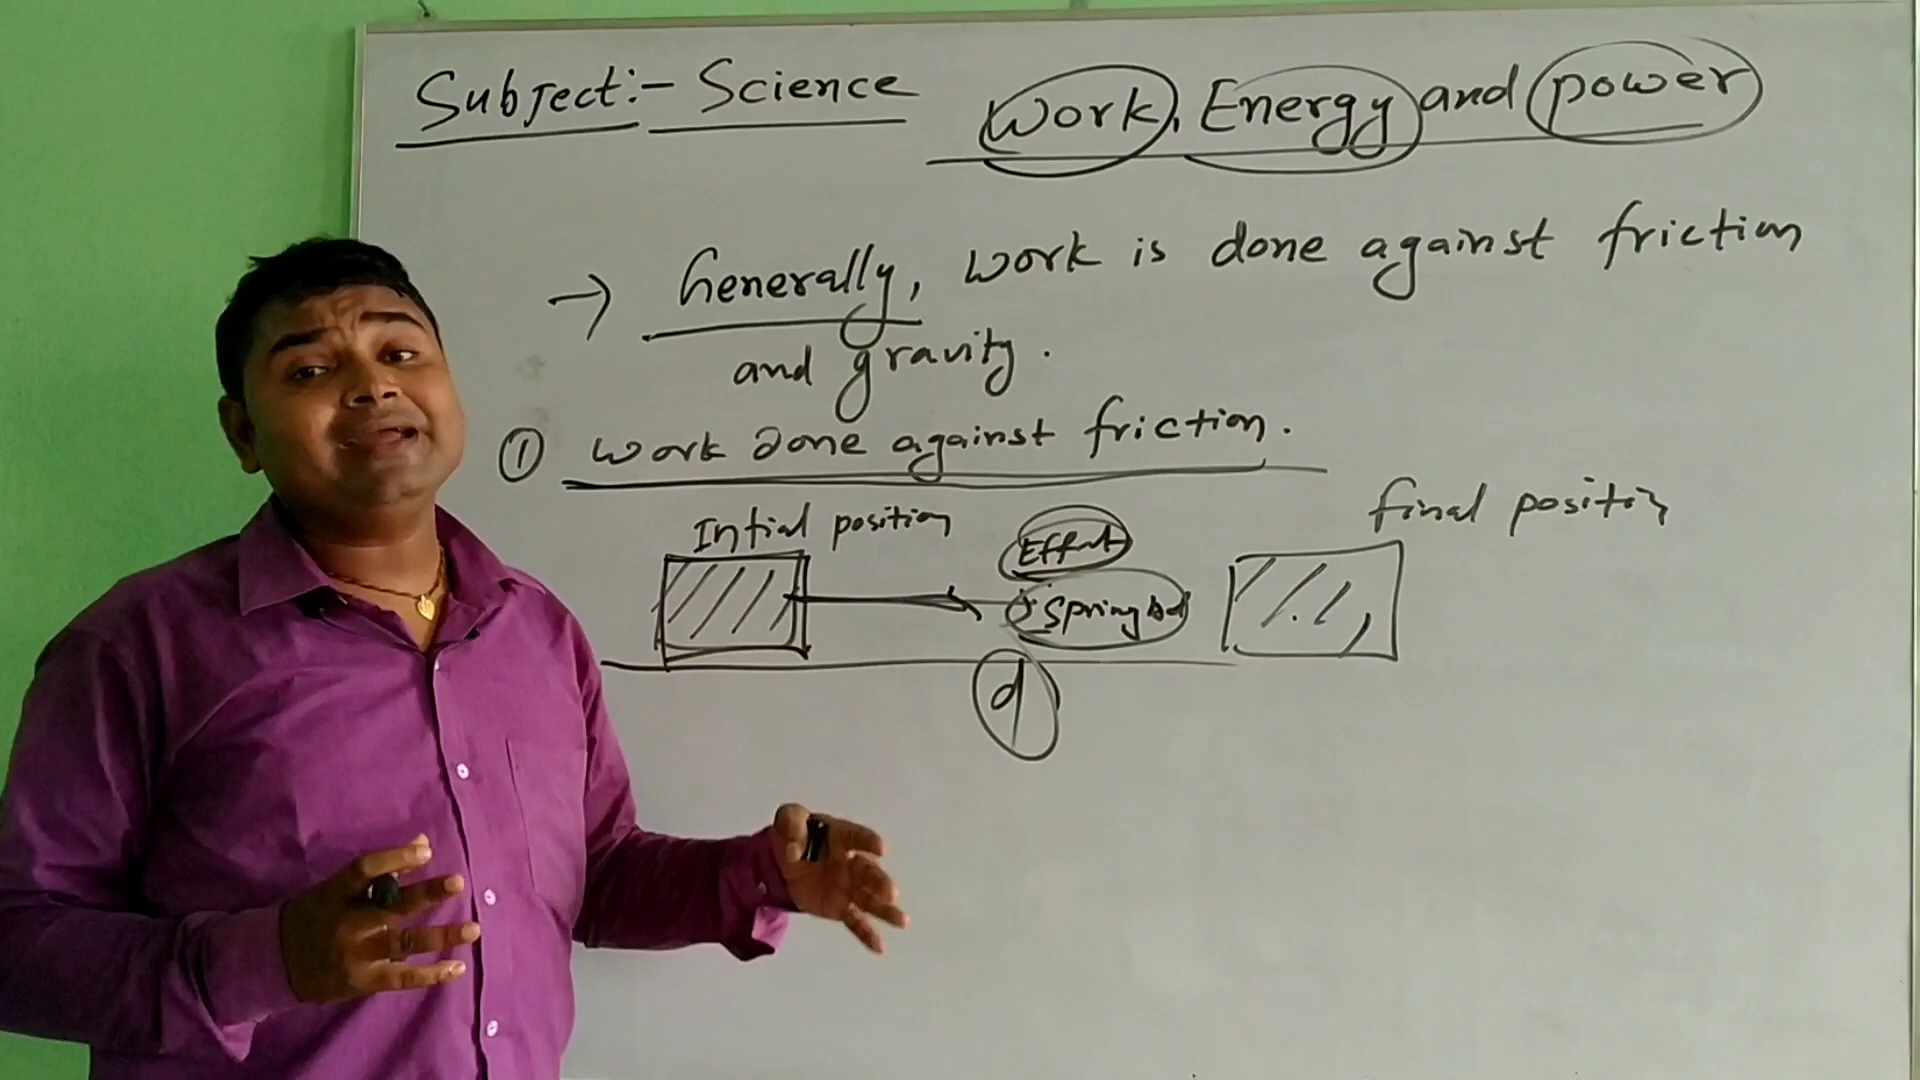 Subject:- Science
Work, Energy and power
→ Generally, work is done against friction
and gravity.
① work done against friction.
Intial position
final position
Effort
d